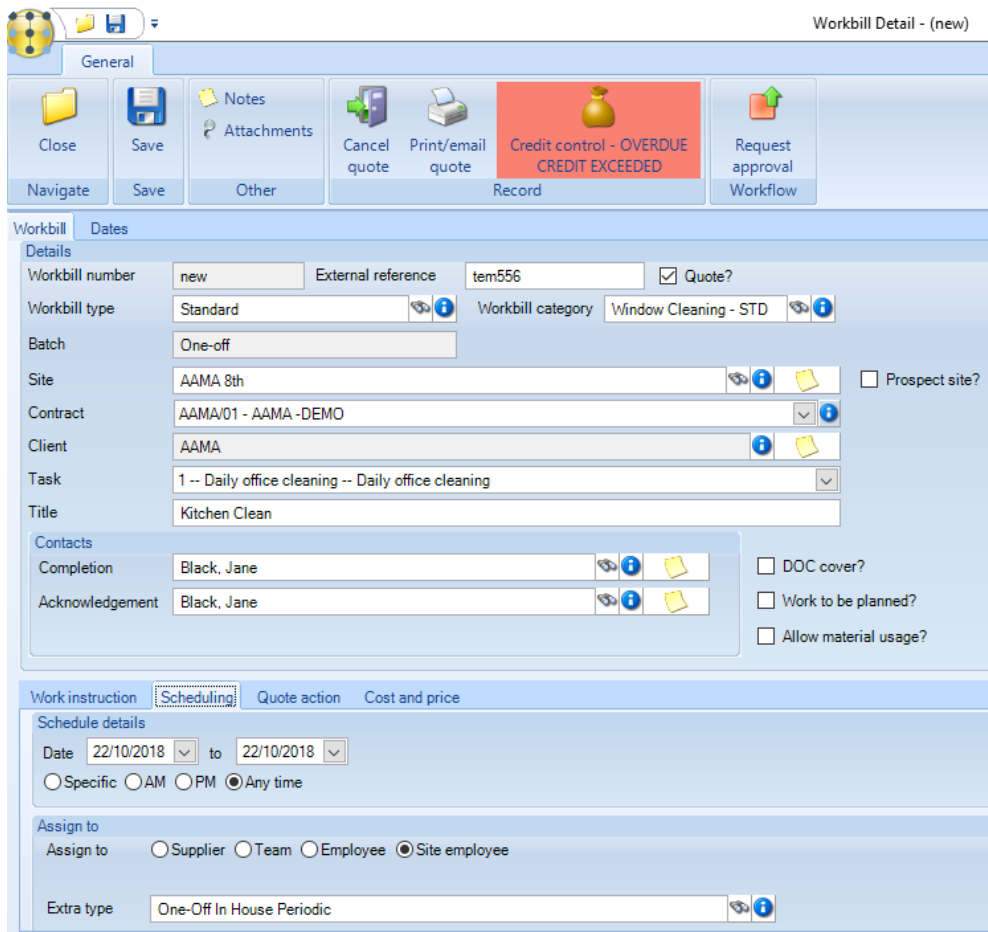 Workbill Detail - (new)
General
Close
Save
Notes
Attachments
Cancel quote
Print/email quote
Credit control - OVERDUE CREDIT EXCEEDED
Request approval
Navigate
Save
Other
Record
Workflow
Workbill Dates
Details
Workbill number new External reference tem556 Quote?
Workbill type Standard Workbill category Window Cleaning - STD
Batch One-off
Site AAMA 8th Prospect site?
Contract AAMA/01 - AAMA -DEMO
Client AAMA
Task 1 -- Daily office cleaning -- Daily office cleaning
Title Kitchen Clean
Contacts
Completion Black, Jane DOC cover?
Acknowledgement Black, Jane Work to be planned?
Allow material usage?
Work instruction Scheduling Quote action Cost and price
Schedule details
Date 22/10/2018 to 22/10/2018
Specific AM PM Any time
Assign to
Assign to Supplier Team Employee Site employee
Extra type One-Off In House Periodic